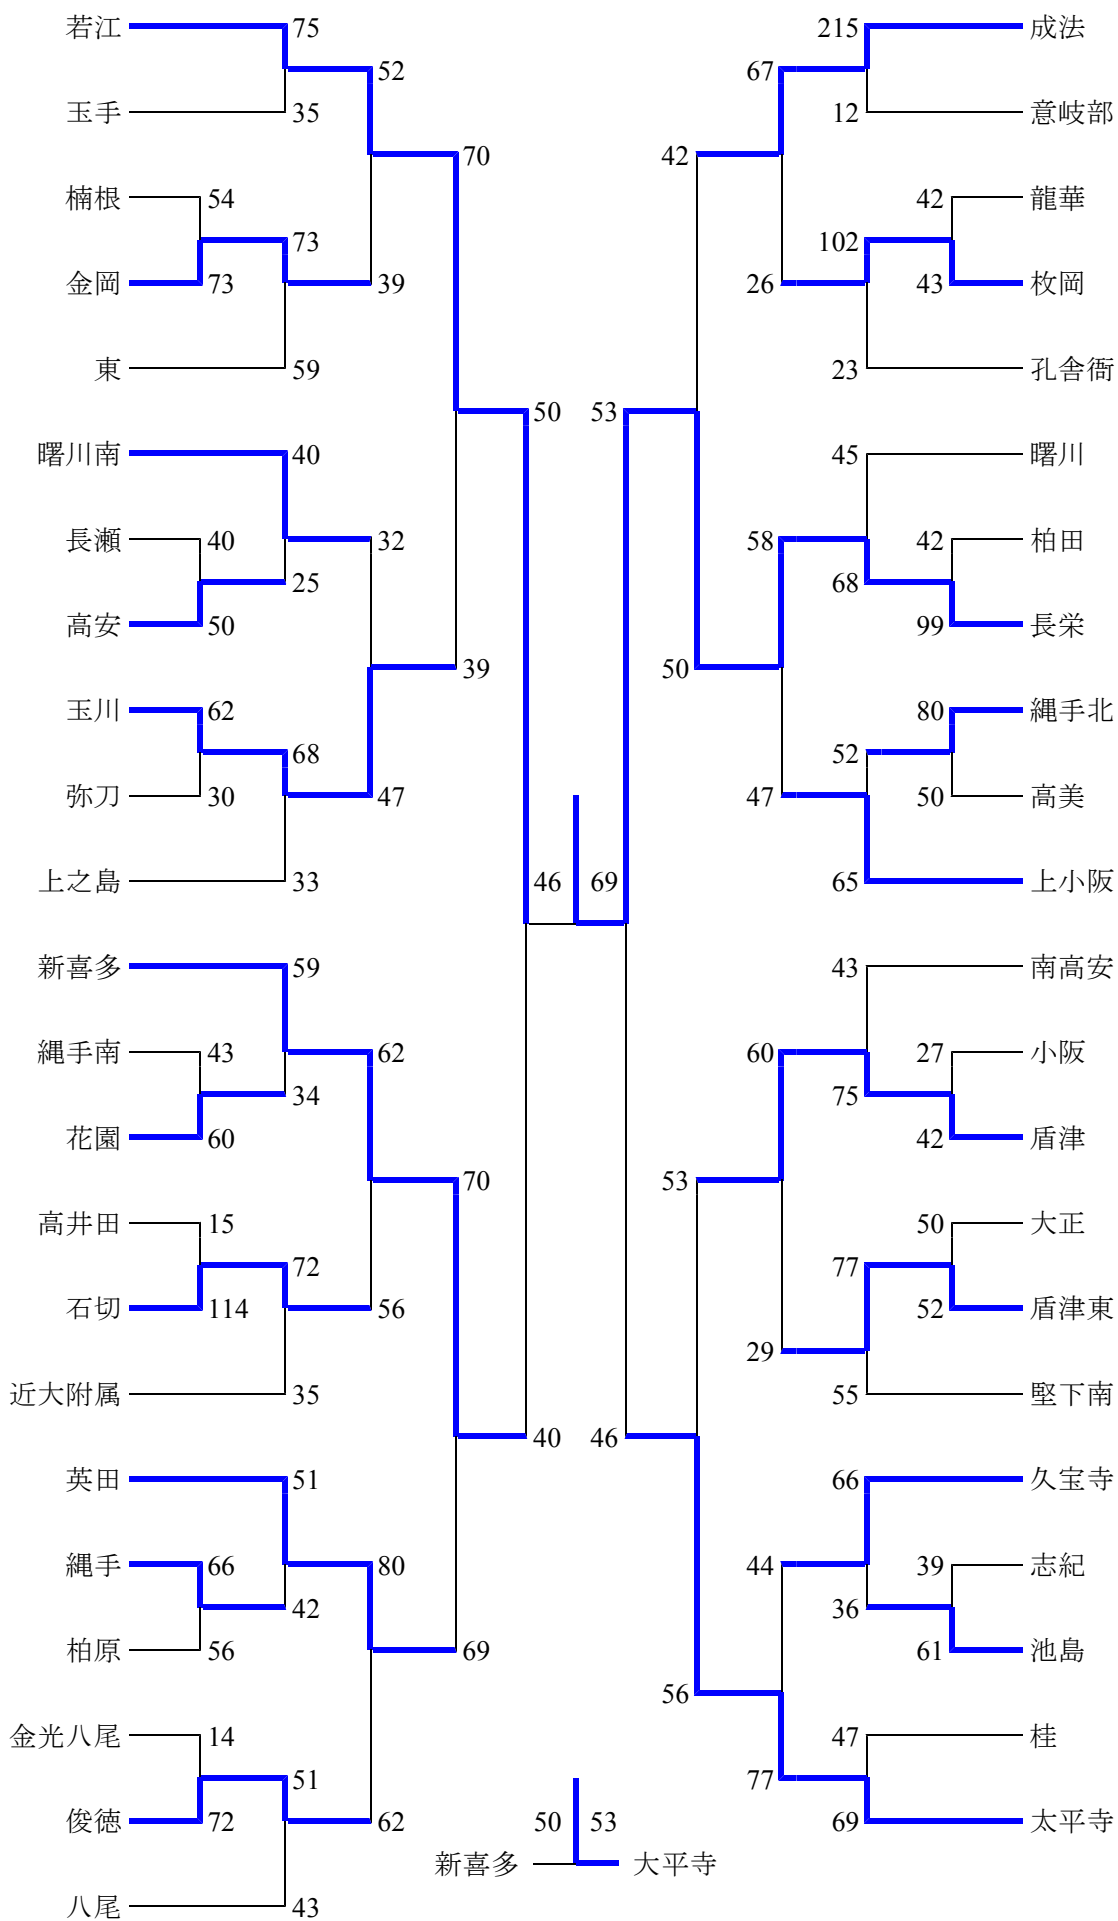 若江 75 215 成法
52 67
玉手 35 12 意岐部
70 42
楠根 54 42 龍華
73 102
金岡 73 39 26 43 枚岡
東 59 23 孔舎衙
50 53
曙川南 40 45 曙川
長瀬 40 32 58 42 柏田
25 68
高安 50 99 長栄
39 50
玉川 62 80 縄手北
68 52
弥刀 30 47 47 50 高美
上之島 33 46 69 65 上小阪
新喜多 59 43 南高安
縄手南 43 62 60 27 小阪
34 75
花園 60 42 盾津
70 53
高井田 15 50 大正
72 77
石切 114 56 52 盾津東
29
近大附属 35 55 堅下南
40 46
英田 51 66 久宝寺
縄手 66 80 44 39 志紀
42 36
柏原 56 69 61 池島
56
金光八尾 14 47 桂
51 77
俊徳 72 62 50 53 69 太平寺
新喜多 大平寺
八尾 43